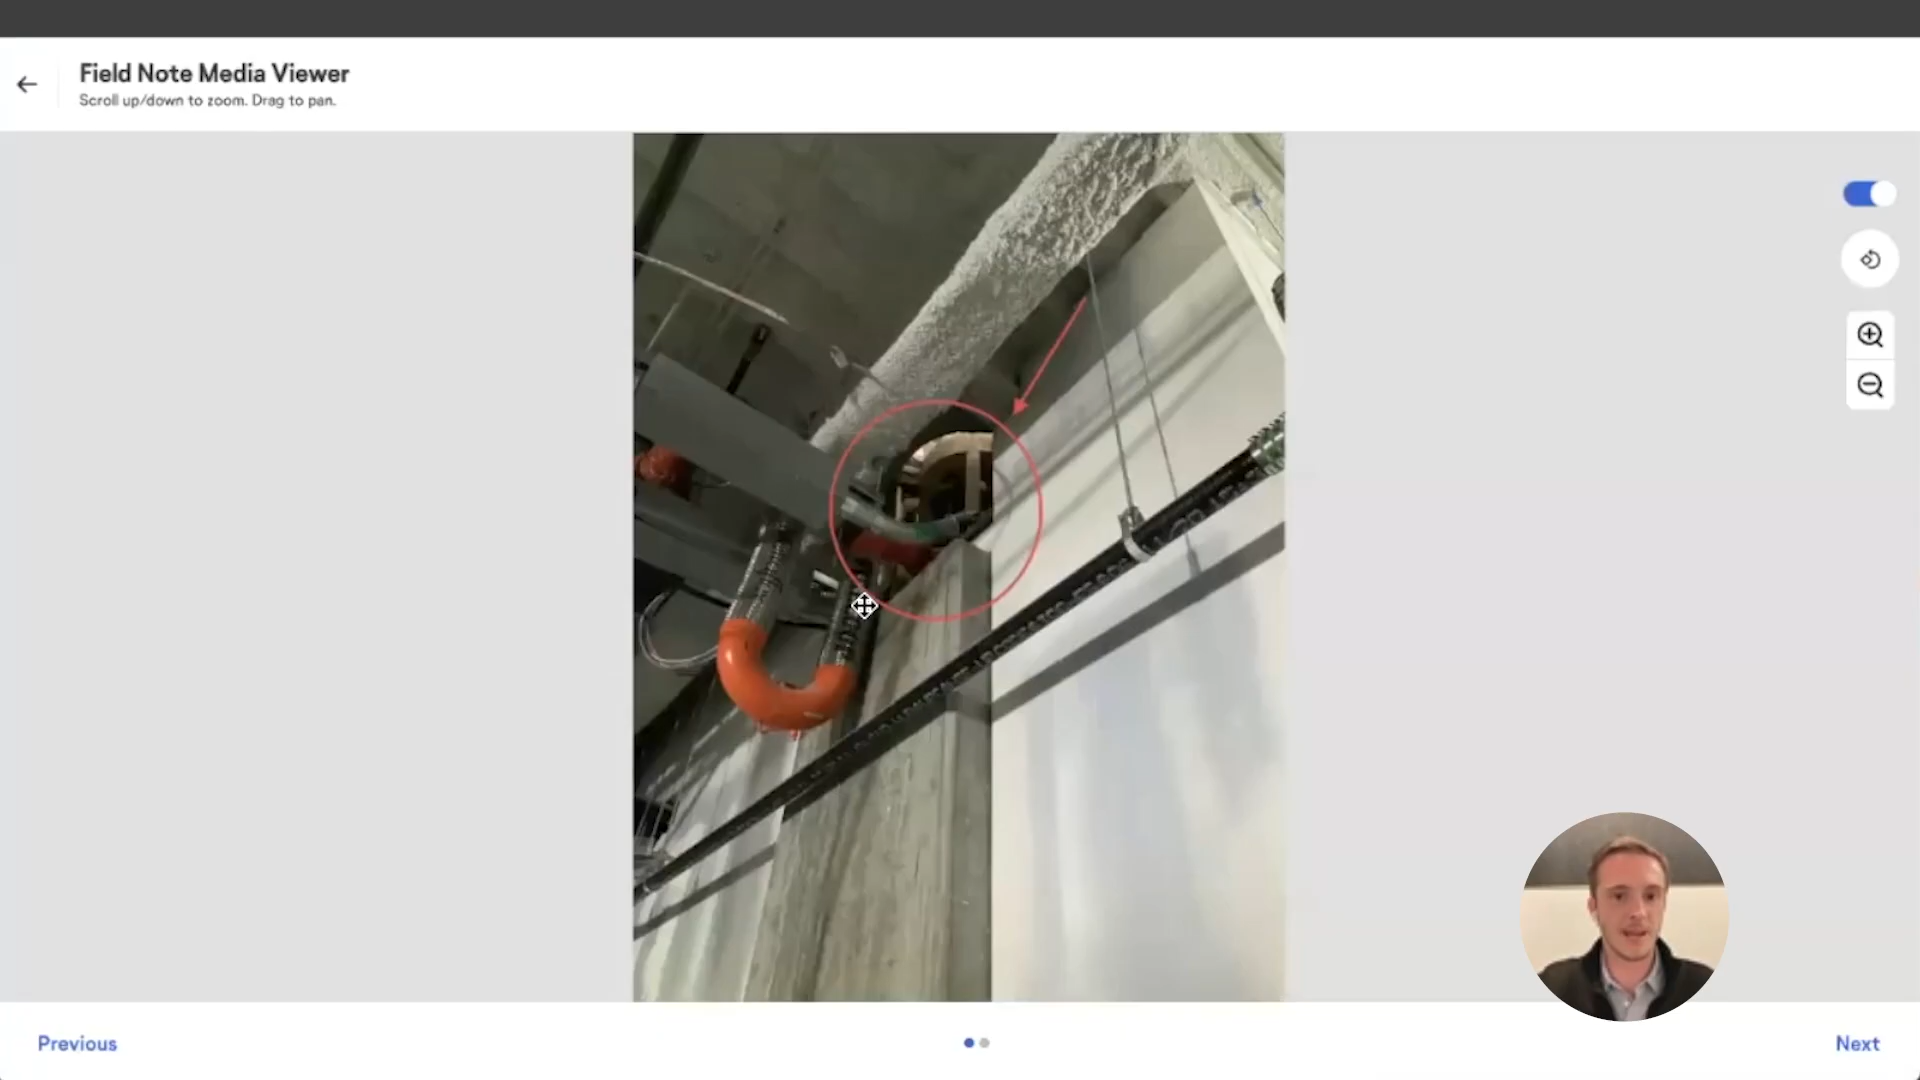 Field Note Media Viewer
Scroll up/down to zoom. Drag to pan.
Previous
Next